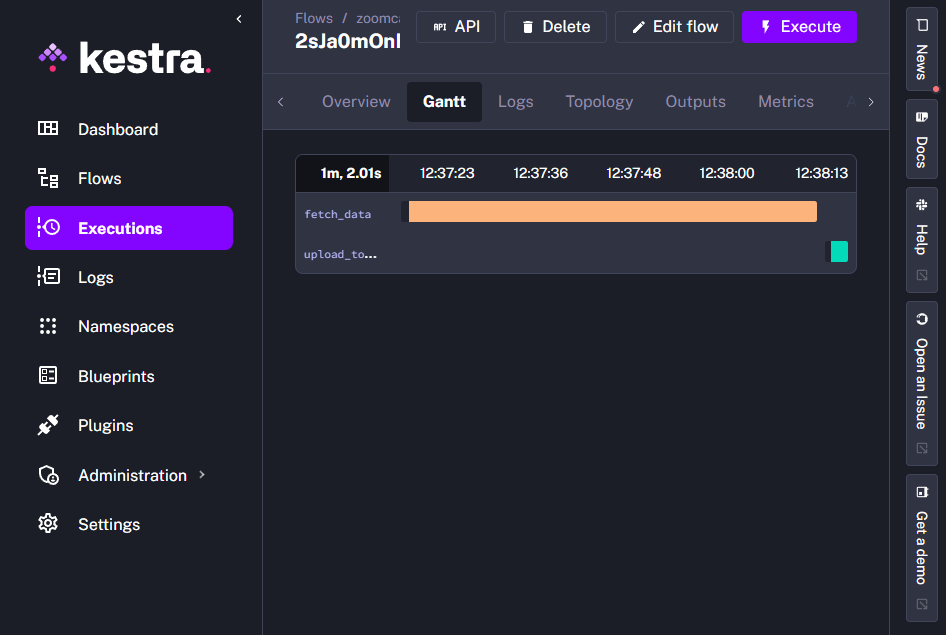 kestra.
Dashboard
Flows
Executions
Logs
Namespaces
Blueprints
Plugins
Administration
Settings
Flows / zoomc
2sJa0mOnl
API API
Delete
Edit flow
Execute
Overview
Gantt
Logs
Topology
Outputs
Metrics
1m, 2.01s 12:37:23 12:37:36 12:37:48 12:38:00 12:38:13
fetch_data
upload_to...
News
Docs
Help
Open an Issue
Get a demo